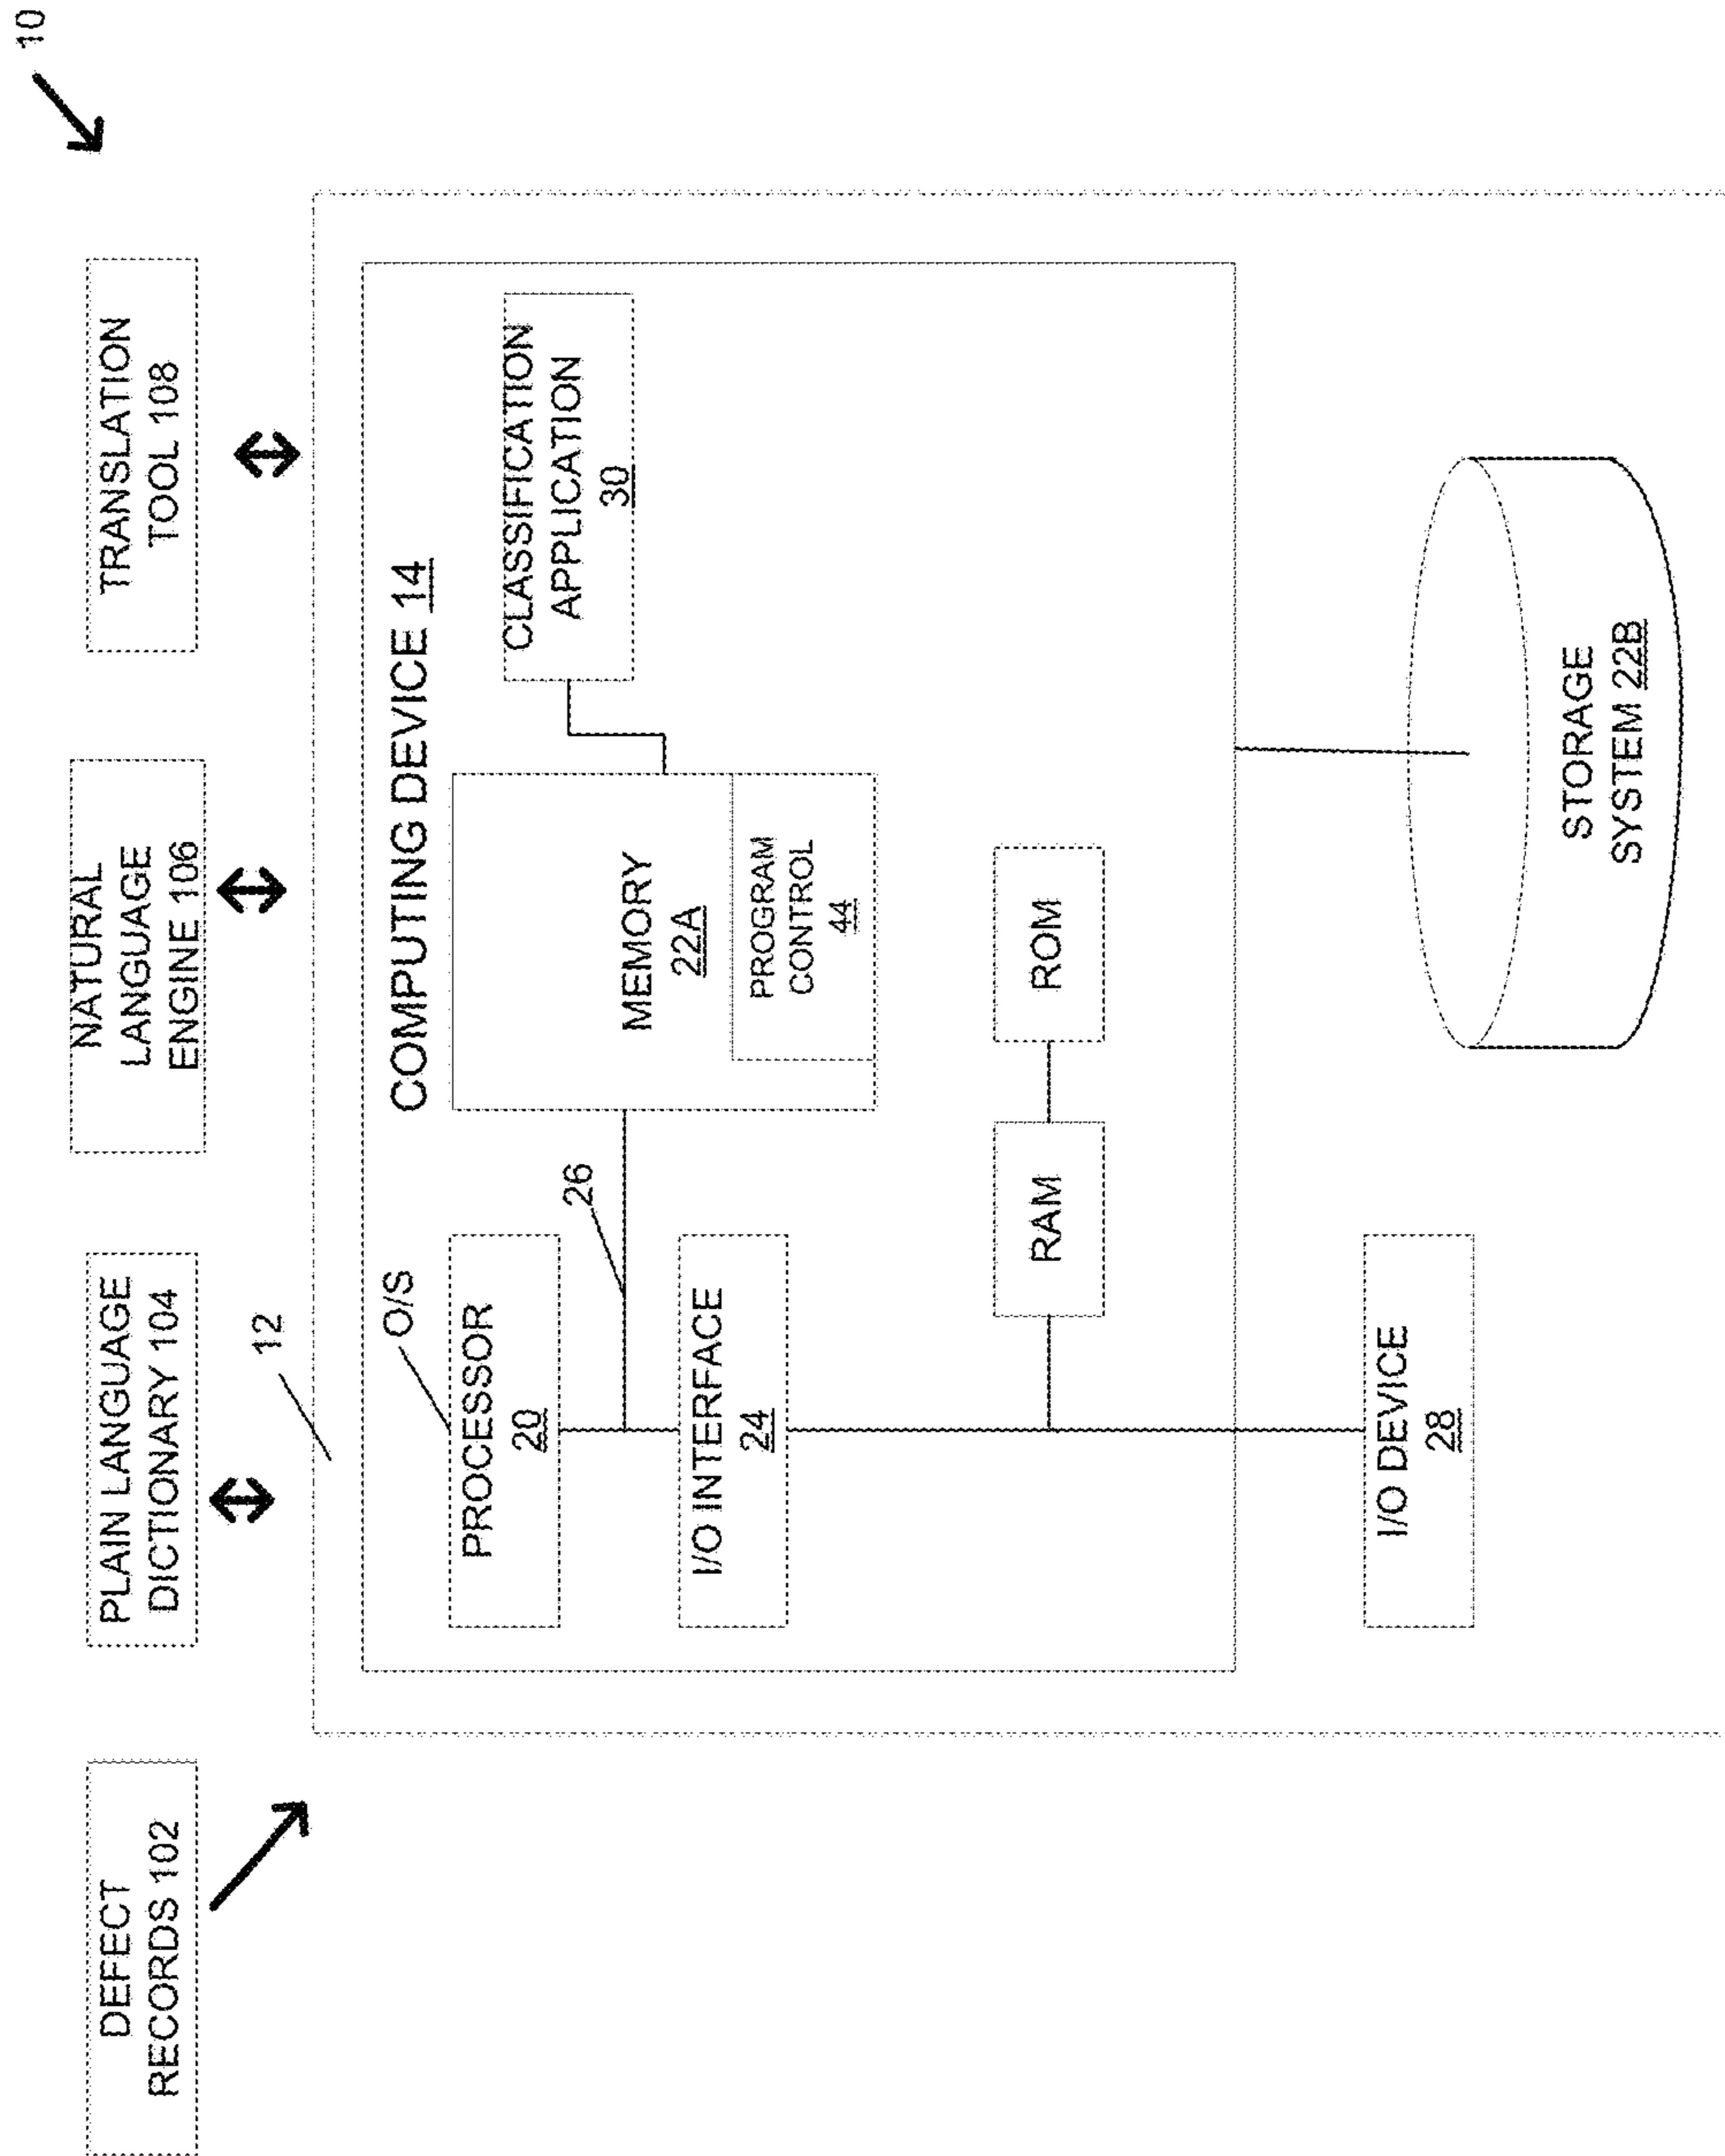 10
DEFECT
RECORDS 102
PLAIN LANGUAGE
DICTIONARY 104
NATURAL
LANGUAGE
ENGINE 106
TRANSLATION
TOOL 108
12
COMPUTING DEVICE 14
O/S
PROCESSOR
20
26
MEMORY
22A
PROGRAM
CONTROL
44
CLASSIFICATION
APPLICATION
30
I/O INTERFACE
24
RAM
ROM
I/O DEVICE
28
STORAGE
SYSTEM 22B